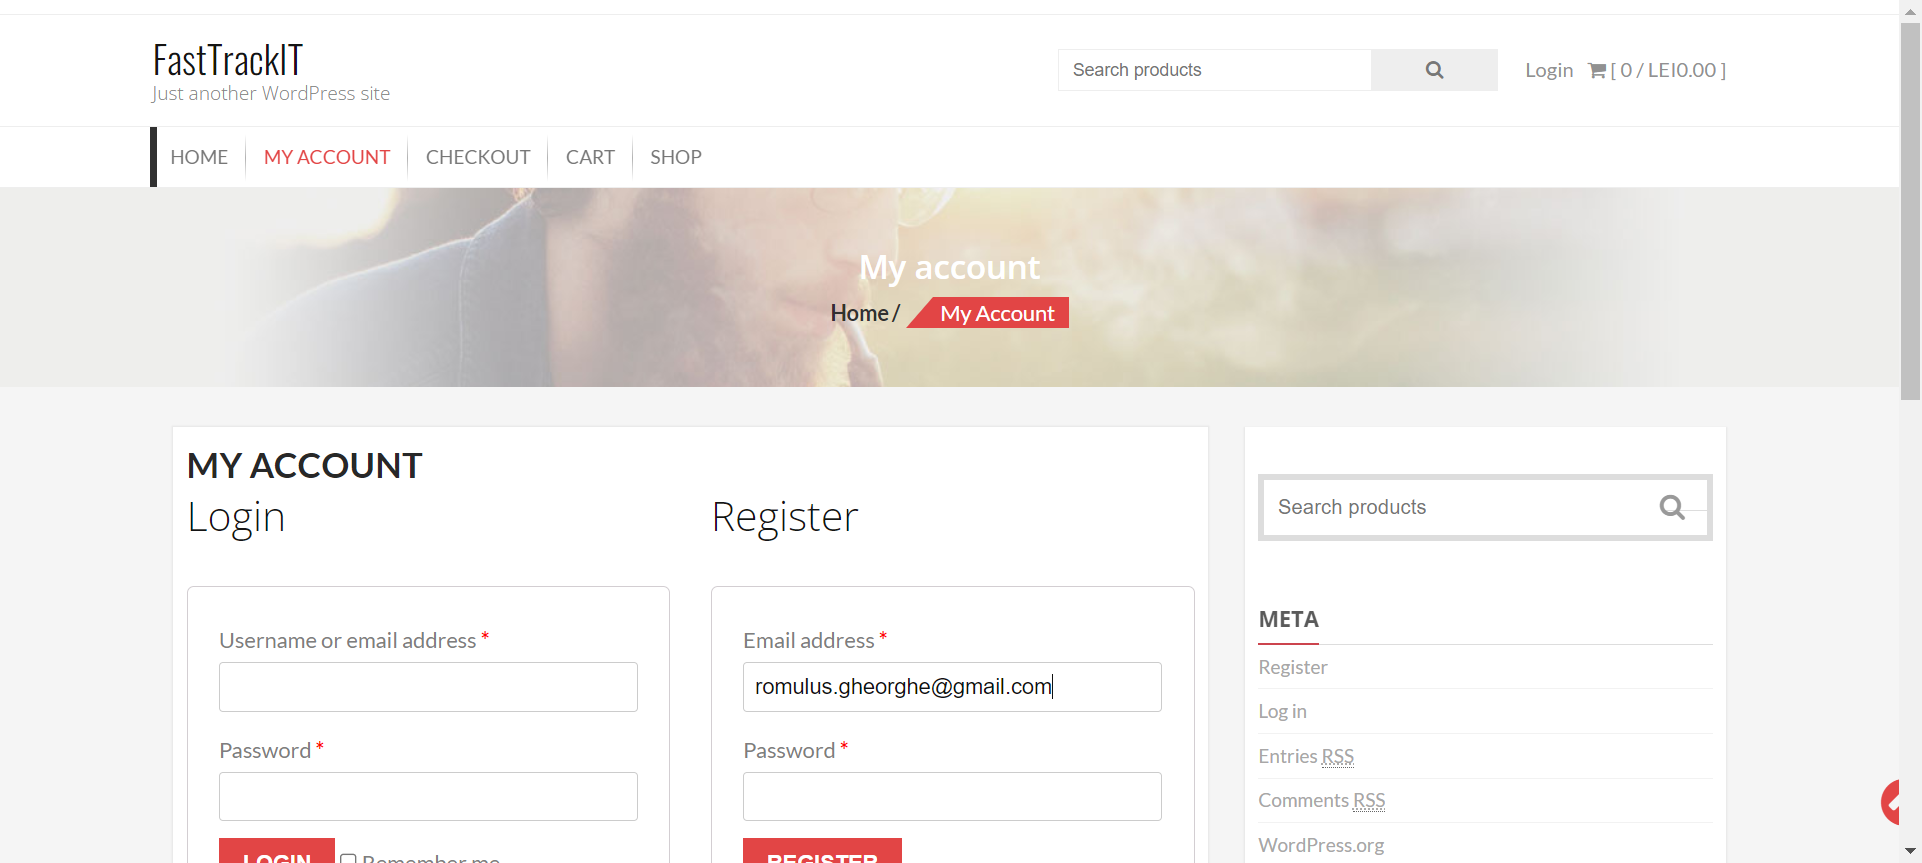 FastTrackIT
Just another WordPress site
Search products
Login [ 0 / LEI0.00 ]
HOME MY ACCOUNT CHECKOUT CART SHOP
My account
Home / My Account
MY ACCOUNT
Login
Username or email address *
Password *
LOGIN Remember me
Register
Email address *
romulus.gheorghe@gmail.com
Password *
REGISTER
Search products
META
Register
Log in
Entries RSS
Comments RSS
WordPress.org